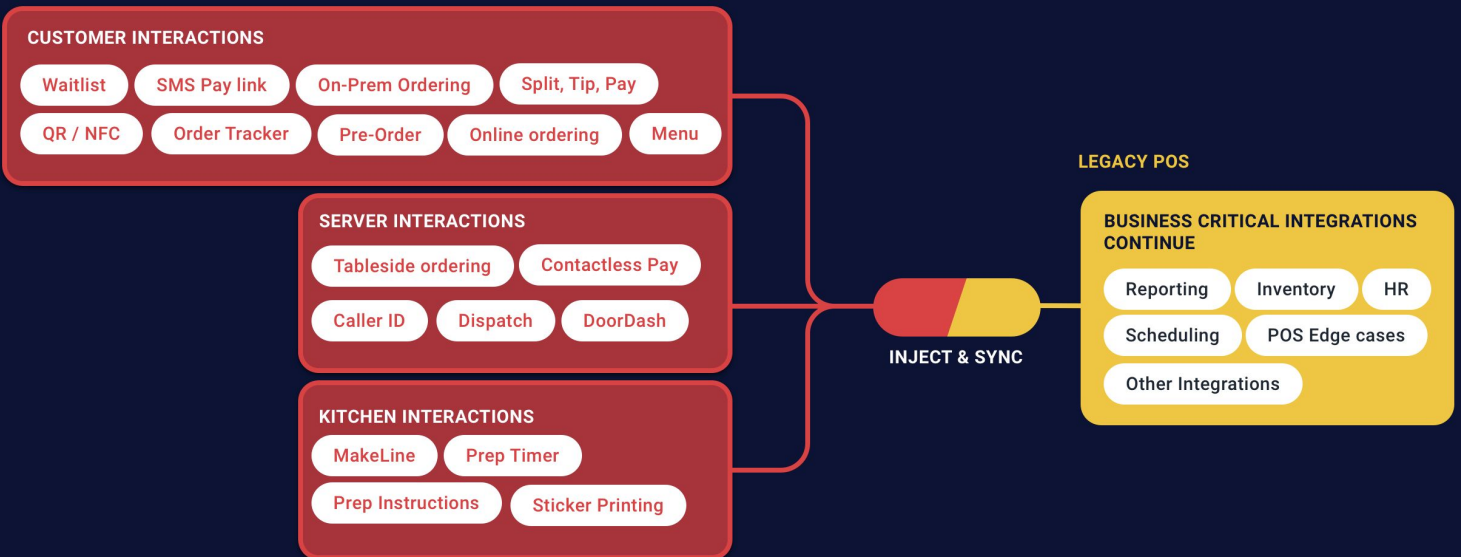 CUSTOMER INTERACTIONS
Waitlist
SMS Pay link
On-Prem Ordering
Split, Tip, Pay
QR / NFC
Order Tracker
Pre-Order
Online ordering
Menu
SERVER INTERACTIONS
Tableside ordering
Contactless Pay
Caller ID
Dispatch
DoorDash
KITCHEN INTERACTIONS
MakeLine
Prep Timer
Prep Instructions
Sticker Printing
INJECT & SYNC
LEGACY POS
BUSINESS CRITICAL INTEGRATIONS
CONTINUE
Reporting
Inventory
HR
Scheduling
POS Edge cases
Other Integrations